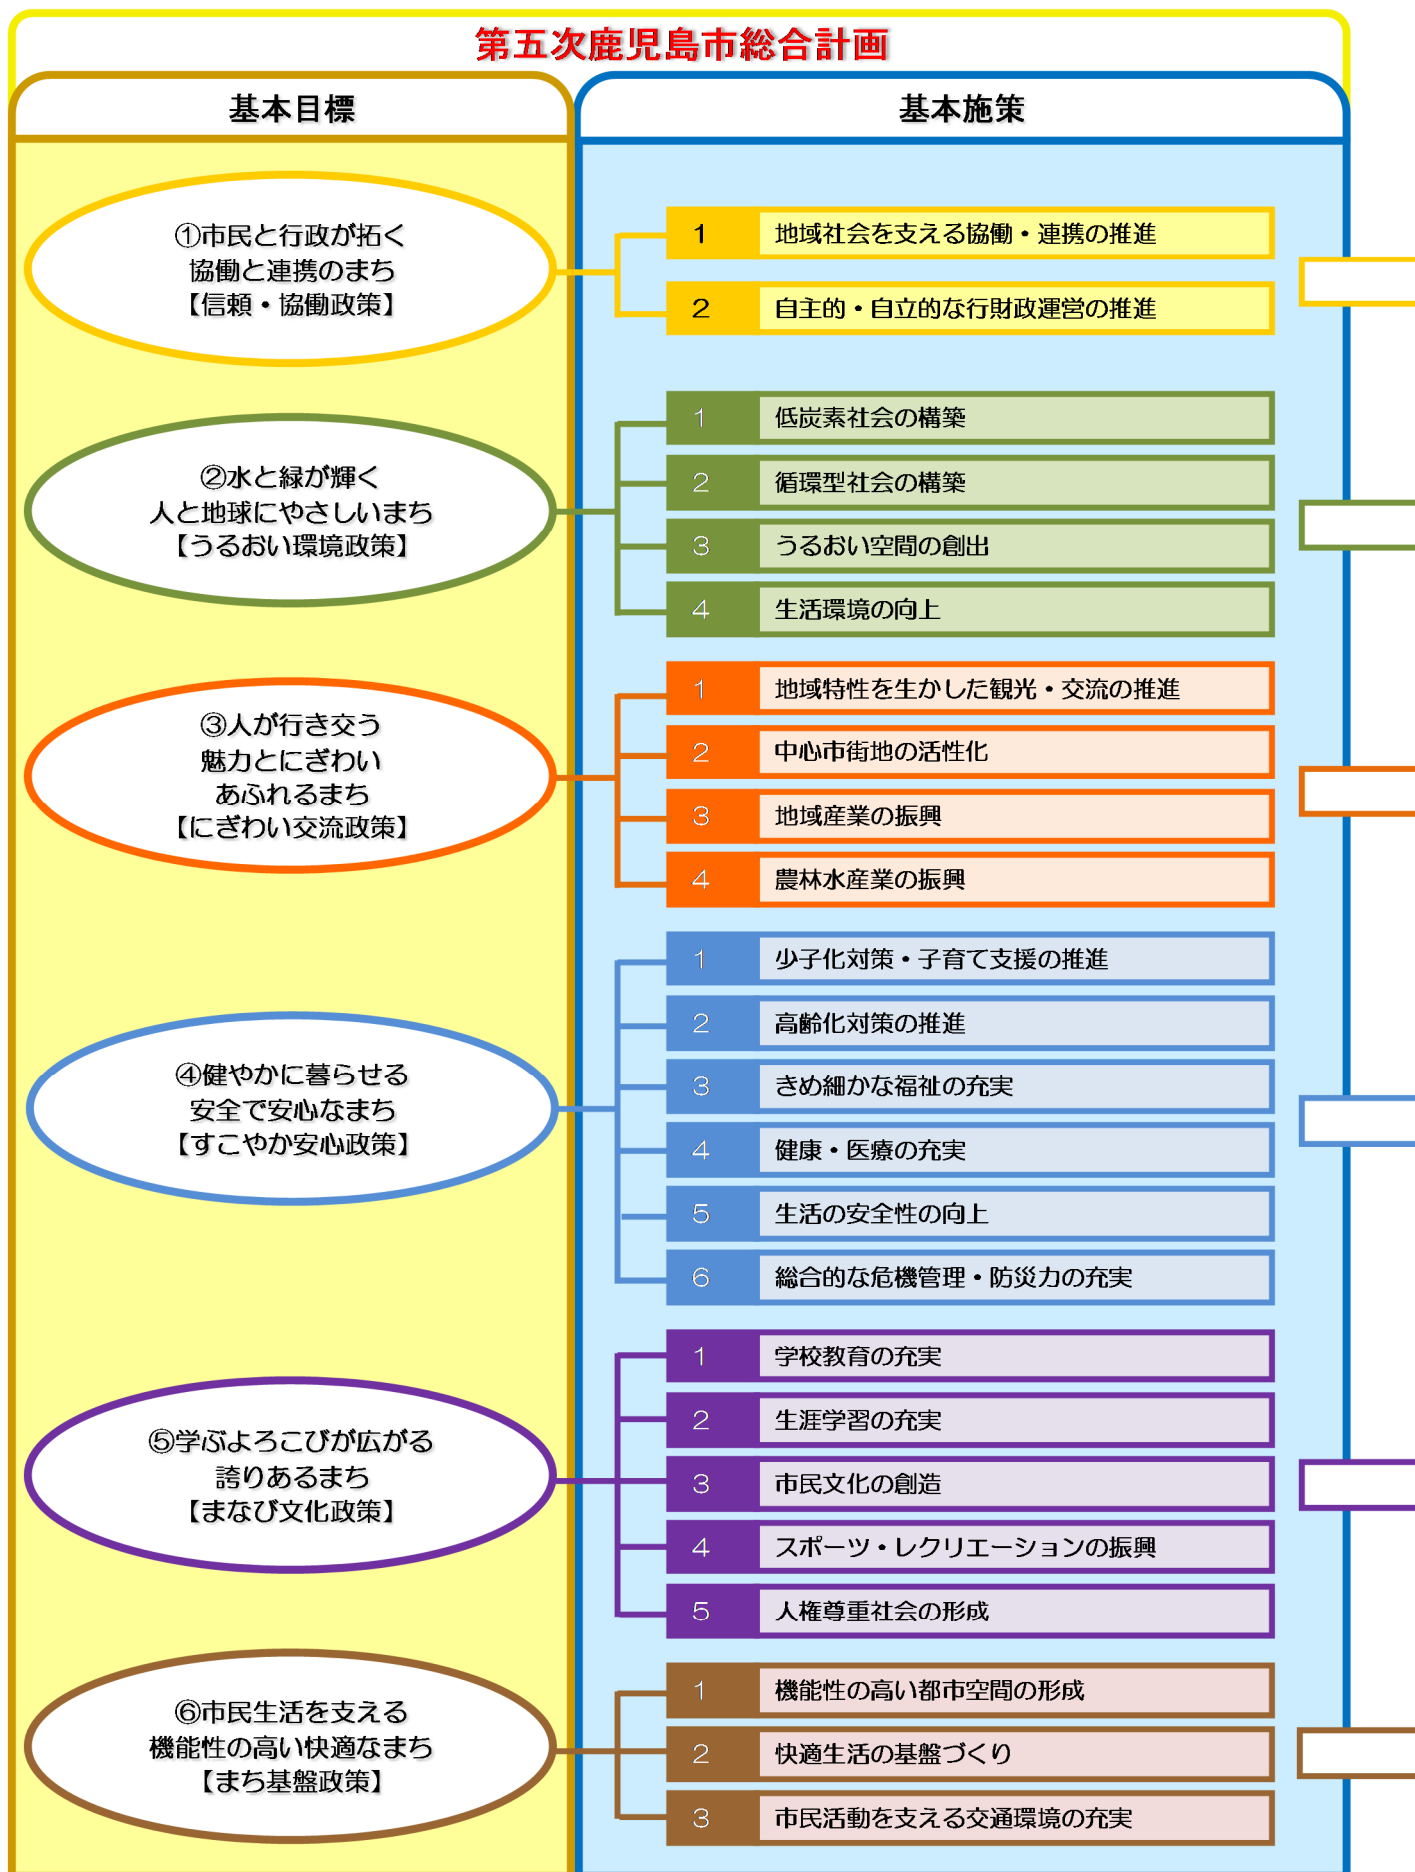 第五次鹿児島市総合計画
基本目標
基本施策
①市民と行政が拓く
協働と連携のまち
【信頼・協働政策】
1 地域社会を支える協働・連携の推進
2 自主的・自立的な行財政運営の推進
②水と緑が輝く
人と地球にやさしいまち
【うるおい環境政策】
1 低炭素社会の構築
2 循環型社会の構築
3 うるおい空間の創出
4 生活環境の向上
③人が行き交う
魅力とにぎわい
あふれるまち
【にぎわい交流政策】
1 地域特性を生かした観光・交流の推進
2 中心市街地の活性化
3 地域産業の振興
4 農林水産業の振興
④健やかに暮らせる
安全で安心なまち
【すこやか安心政策】
1 少子化対策・子育て支援の推進
2 高齢化対策の推進
3 きめ細かな福祉の充実
4 健康・医療の充実
5 生活の安全性の向上
6 総合的な危機管理・防災力の充実
⑤学ぶよろこびが広がる
誇りあるまち
【まなび文化政策】
1 学校教育の充実
2 生涯学習の充実
3 市民文化の創造
4 スポーツ・レクリエーションの振興
5 人権尊重社会の形成
⑥市民生活を支える
機能性の高い快適なまち
【まち基盤政策】
1 機能性の高い都市空間の形成
2 快適生活の基盤づくり
3 市民活動を支える交通環境の充実